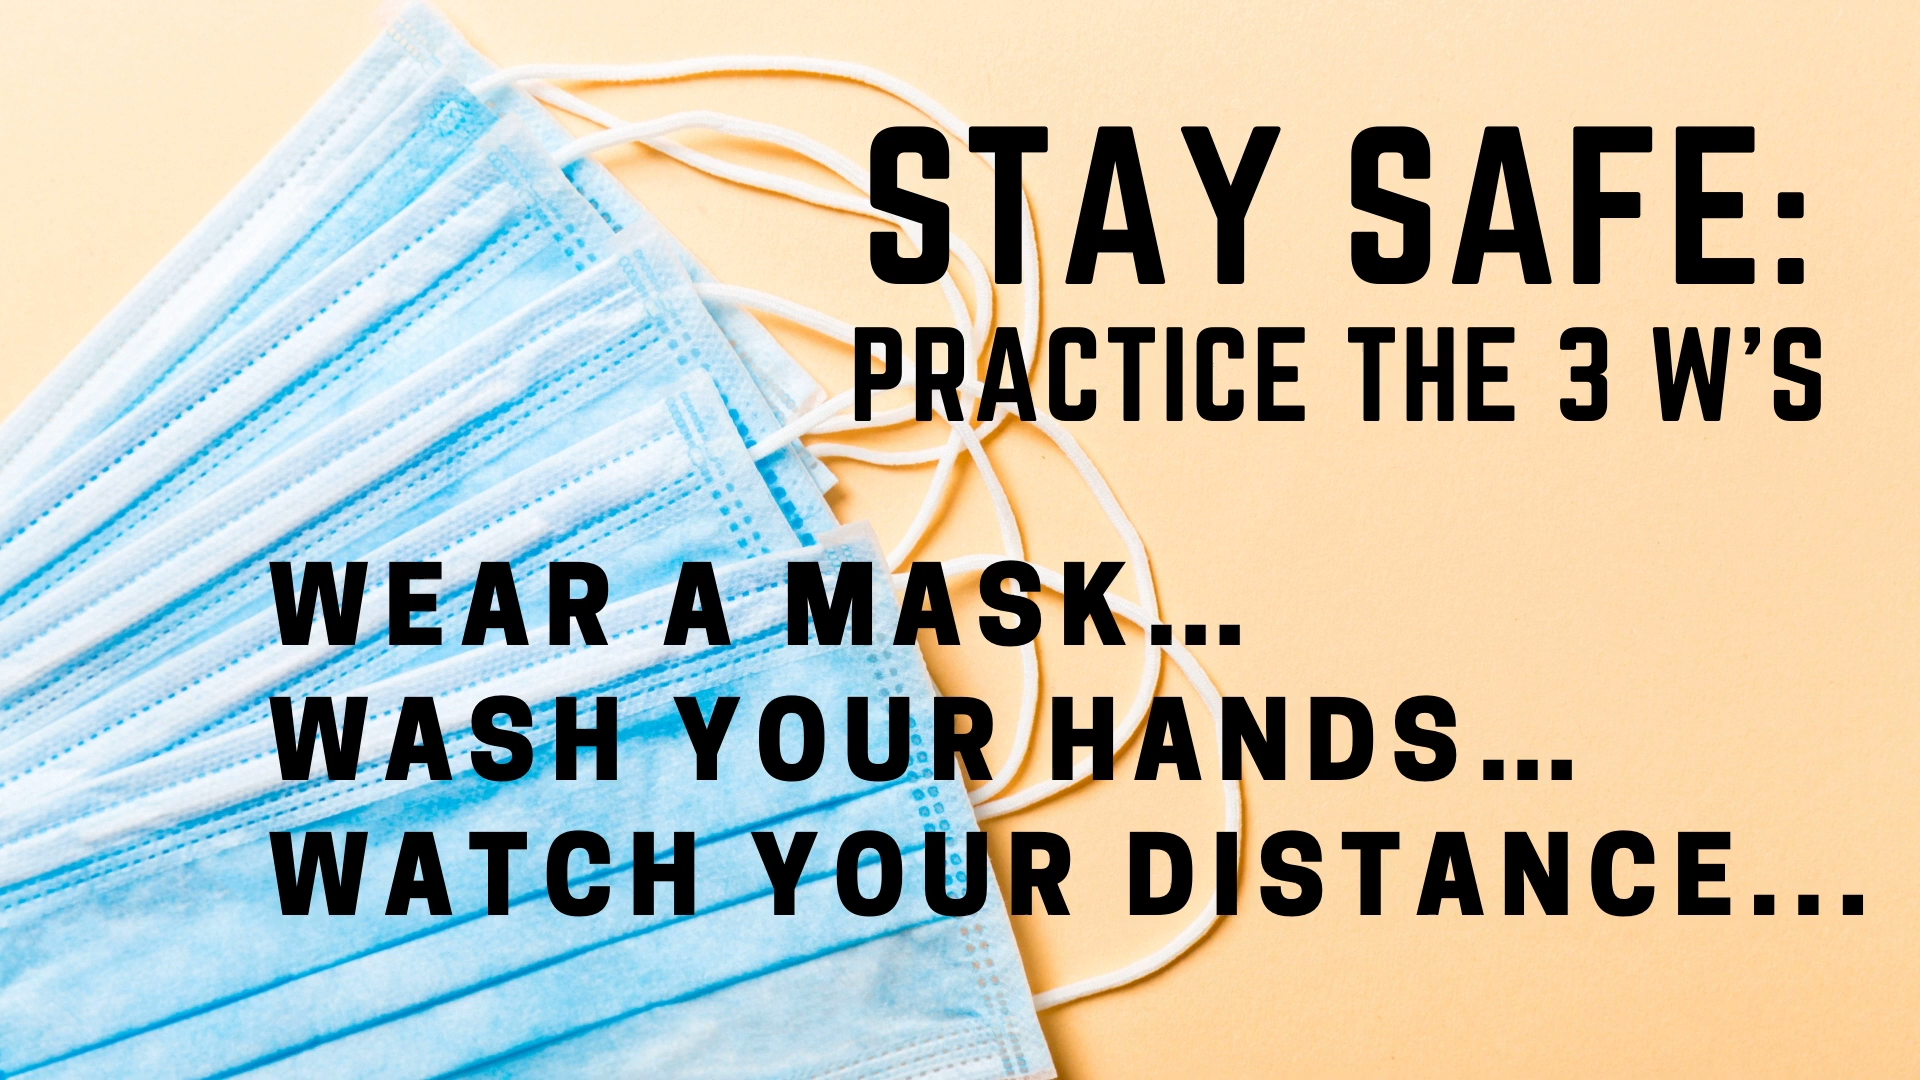 STAY SAFE:
PRACTICE THE 3 W'S
WEAR A MASK...
WASH YOUR HANDS...
WATCH YOUR DISTANCE...